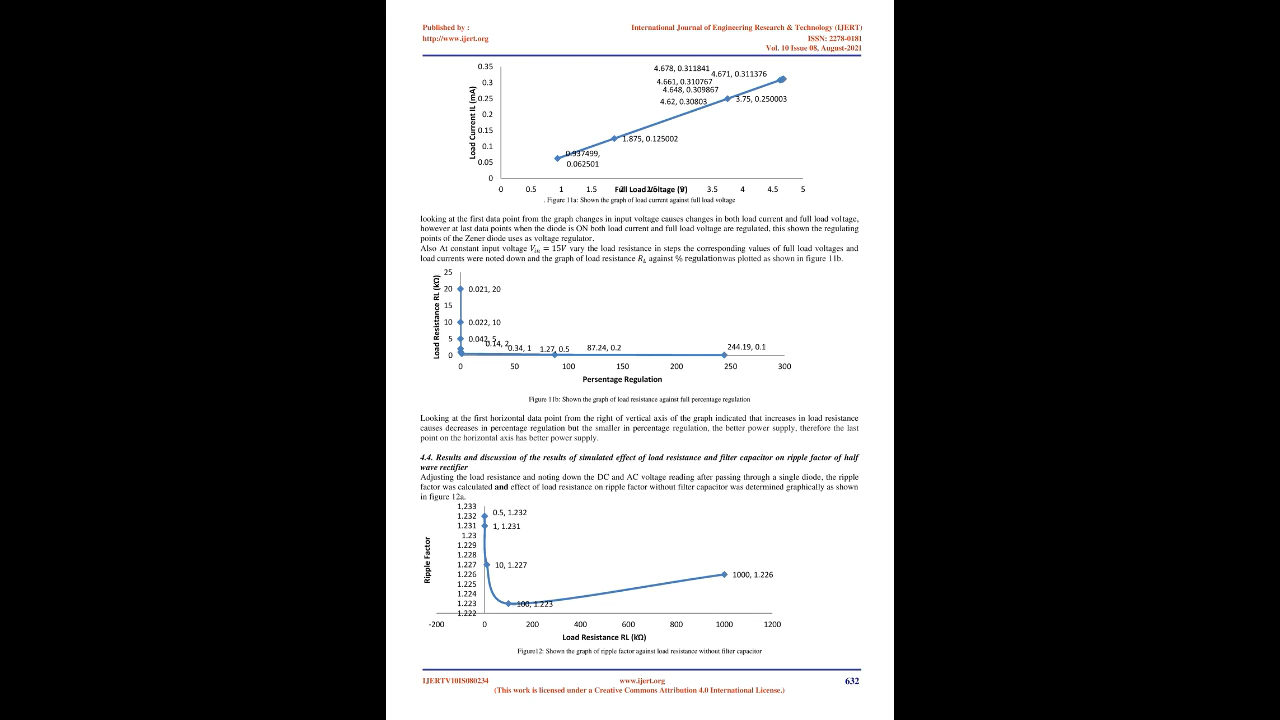 Published by :
http://www.ijert.org
International Journal of Engineering Research & Technology (IJERT)
ISSN: 2278-0181
Vol. 10 Issue 08, August-2021
Load Current IL (mA)
0.35
0.3
0.25
0.2
0.15
0.1
0.05
0
4.678, 0.311841
4.671, 0.311376
4.661, 0.310767
4.648, 0.309867
4.62, 0.30803
3.75, 0.250003
1.875, 0.125002
0.937499,
0.062501
0 0.5 1 1.5 2 2.5 3 3.5 4 4.5 5
Full Load Voltage (V)
. Figure 11a: Shown the graph of load current against full load voltage
looking at the first data point from the graph changes in input voltage causes changes in both load current and full load voltage,
however at last data points when the diode is ON both load current and full load voltage are regulated, this shown the regulating
points of the Zener diode uses as voltage regulator.
Also At constant input voltage V_in = 15V vary the load resistance in steps the corresponding values of full load voltages and
load currents were noted down and the graph of load resistance R_L against % regulationwas plotted as shown in figure 11b.
Load Resistance RL (KΩ)
25
20
15
10
5
0
0.021, 20
0.022, 10
0.042, 5
0.14, 2
0.34, 1
1.27, 0.5
87.24, 0.2
244.19, 0.1
0 50 100 150 200 250 300
Persentage Regulation
Figure 11b: Shown the graph of load resistance against full percentage regulation
Looking at the first horizontal data point from the right of vertical axis of the graph indicated that increases in load resistance
causes decreases in percentage regulation but the smaller in percentage regulation, the better power supply, therefore the last
point on the horizontal axis has better power supply.
4.4. Results and discussion of the results of simulated effect of load resistance and filter capacitor on ripple factor of half
wave rectifier
Adjusting the load resistance and noting down the DC and AC voltage reading after passing through a single diode, the ripple
factor was calculated and effect of load resistance on ripple factor without filter capacitor was determined graphically as shown
in figure 12a.
Ripple Factor
1.233
1.232
1.231
1.23
1.229
1.228
1.227
1.226
1.225
1.224
1.223
1.222
0.5, 1.232
1, 1.231
10, 1.227
100, 1.223
1000, 1.226
-200 0 200 400 600 800 1000 1200
Load Resistance RL (kΩ)
Figure12: Shown the graph of ripple factor against load resistance without filter capacitor
IJERTV10IS080234
www.ijert.org
632
(This work is licensed under a Creative Commons Attribution 4.0 International License.)